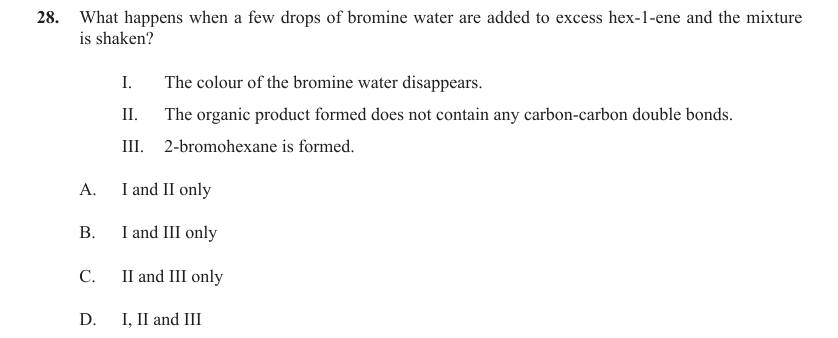 28. What happens when a few drops of bromine water are added to excess hex-1-ene and the mixture
is shaken?
I. The colour of the bromine water disappears.
II. The organic product formed does not contain any carbon-carbon double bonds.
III. 2-bromohexane is formed.
A. I and II only
B. I and III only
C. II and III only
D. I, II and III